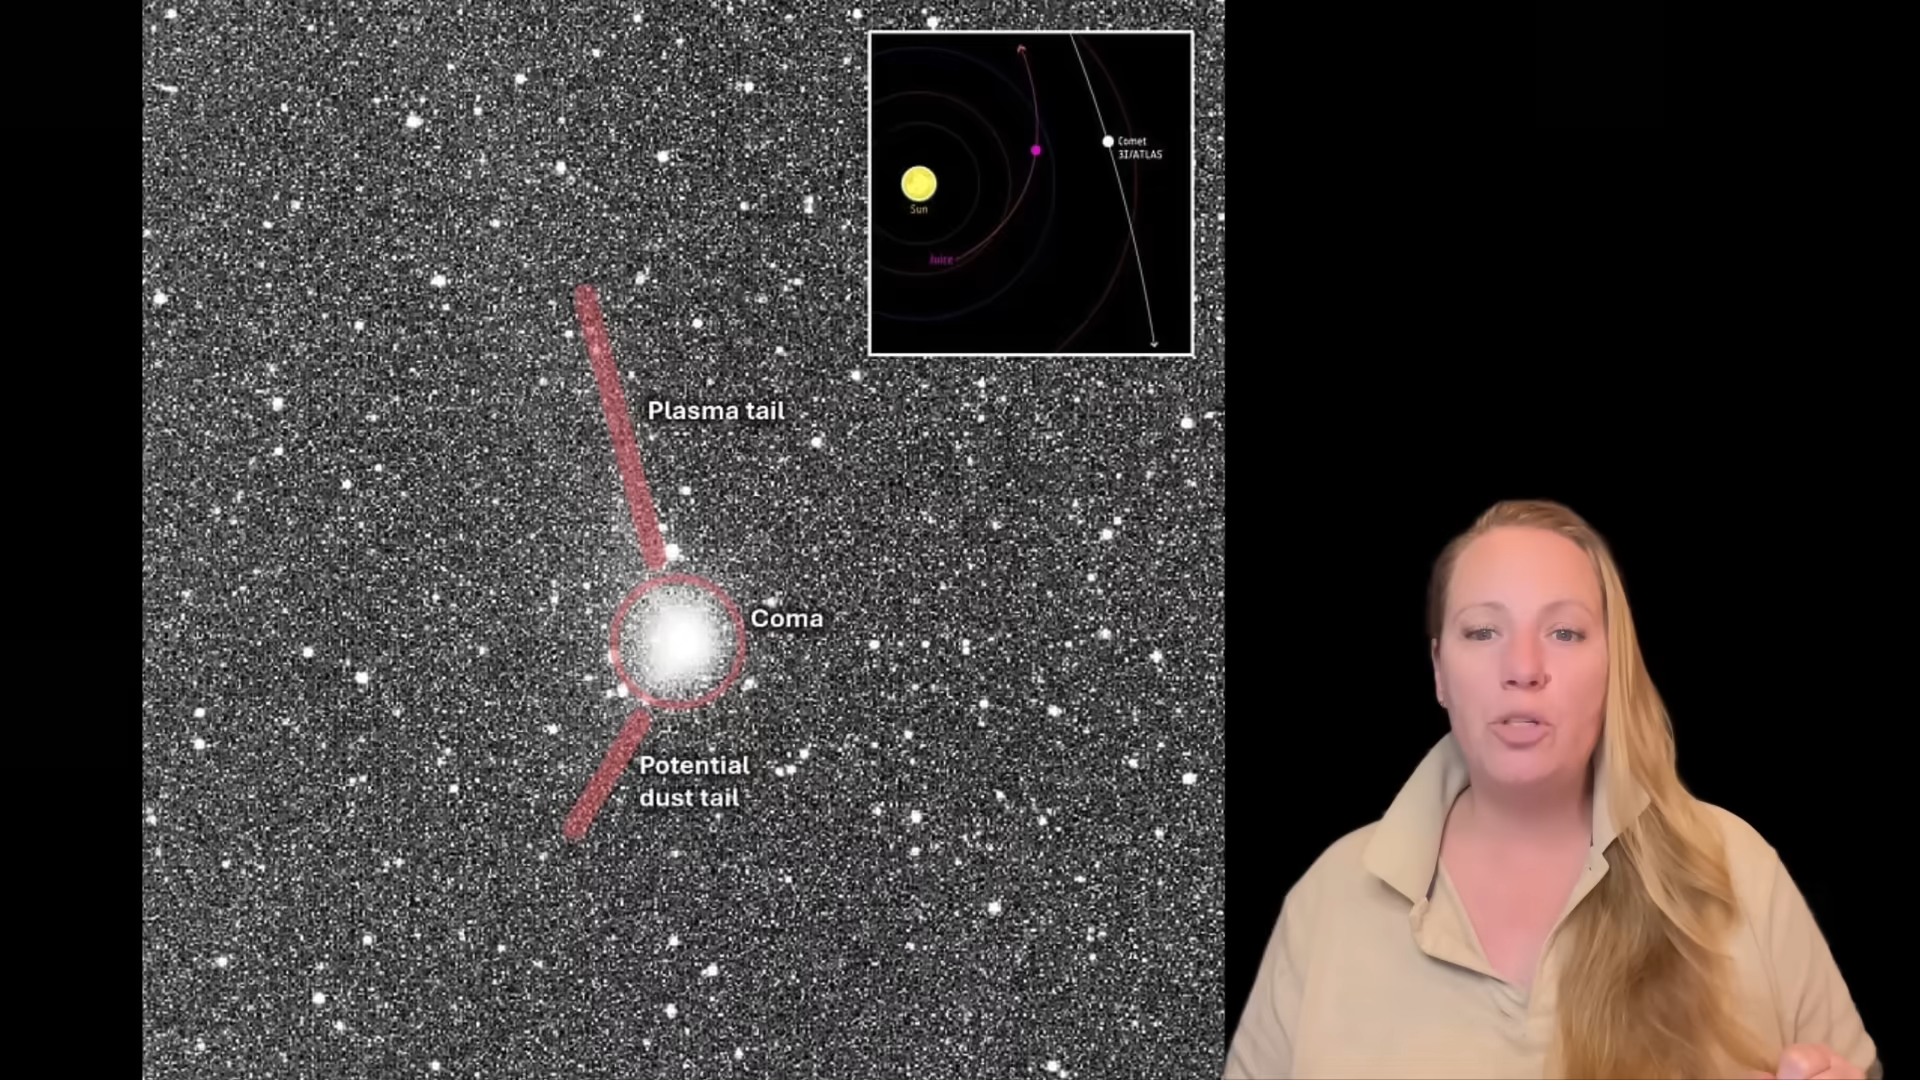 Comet
3I/ATLAS
Sun
Juice
Plasma tail
Coma
Potential
dust tail